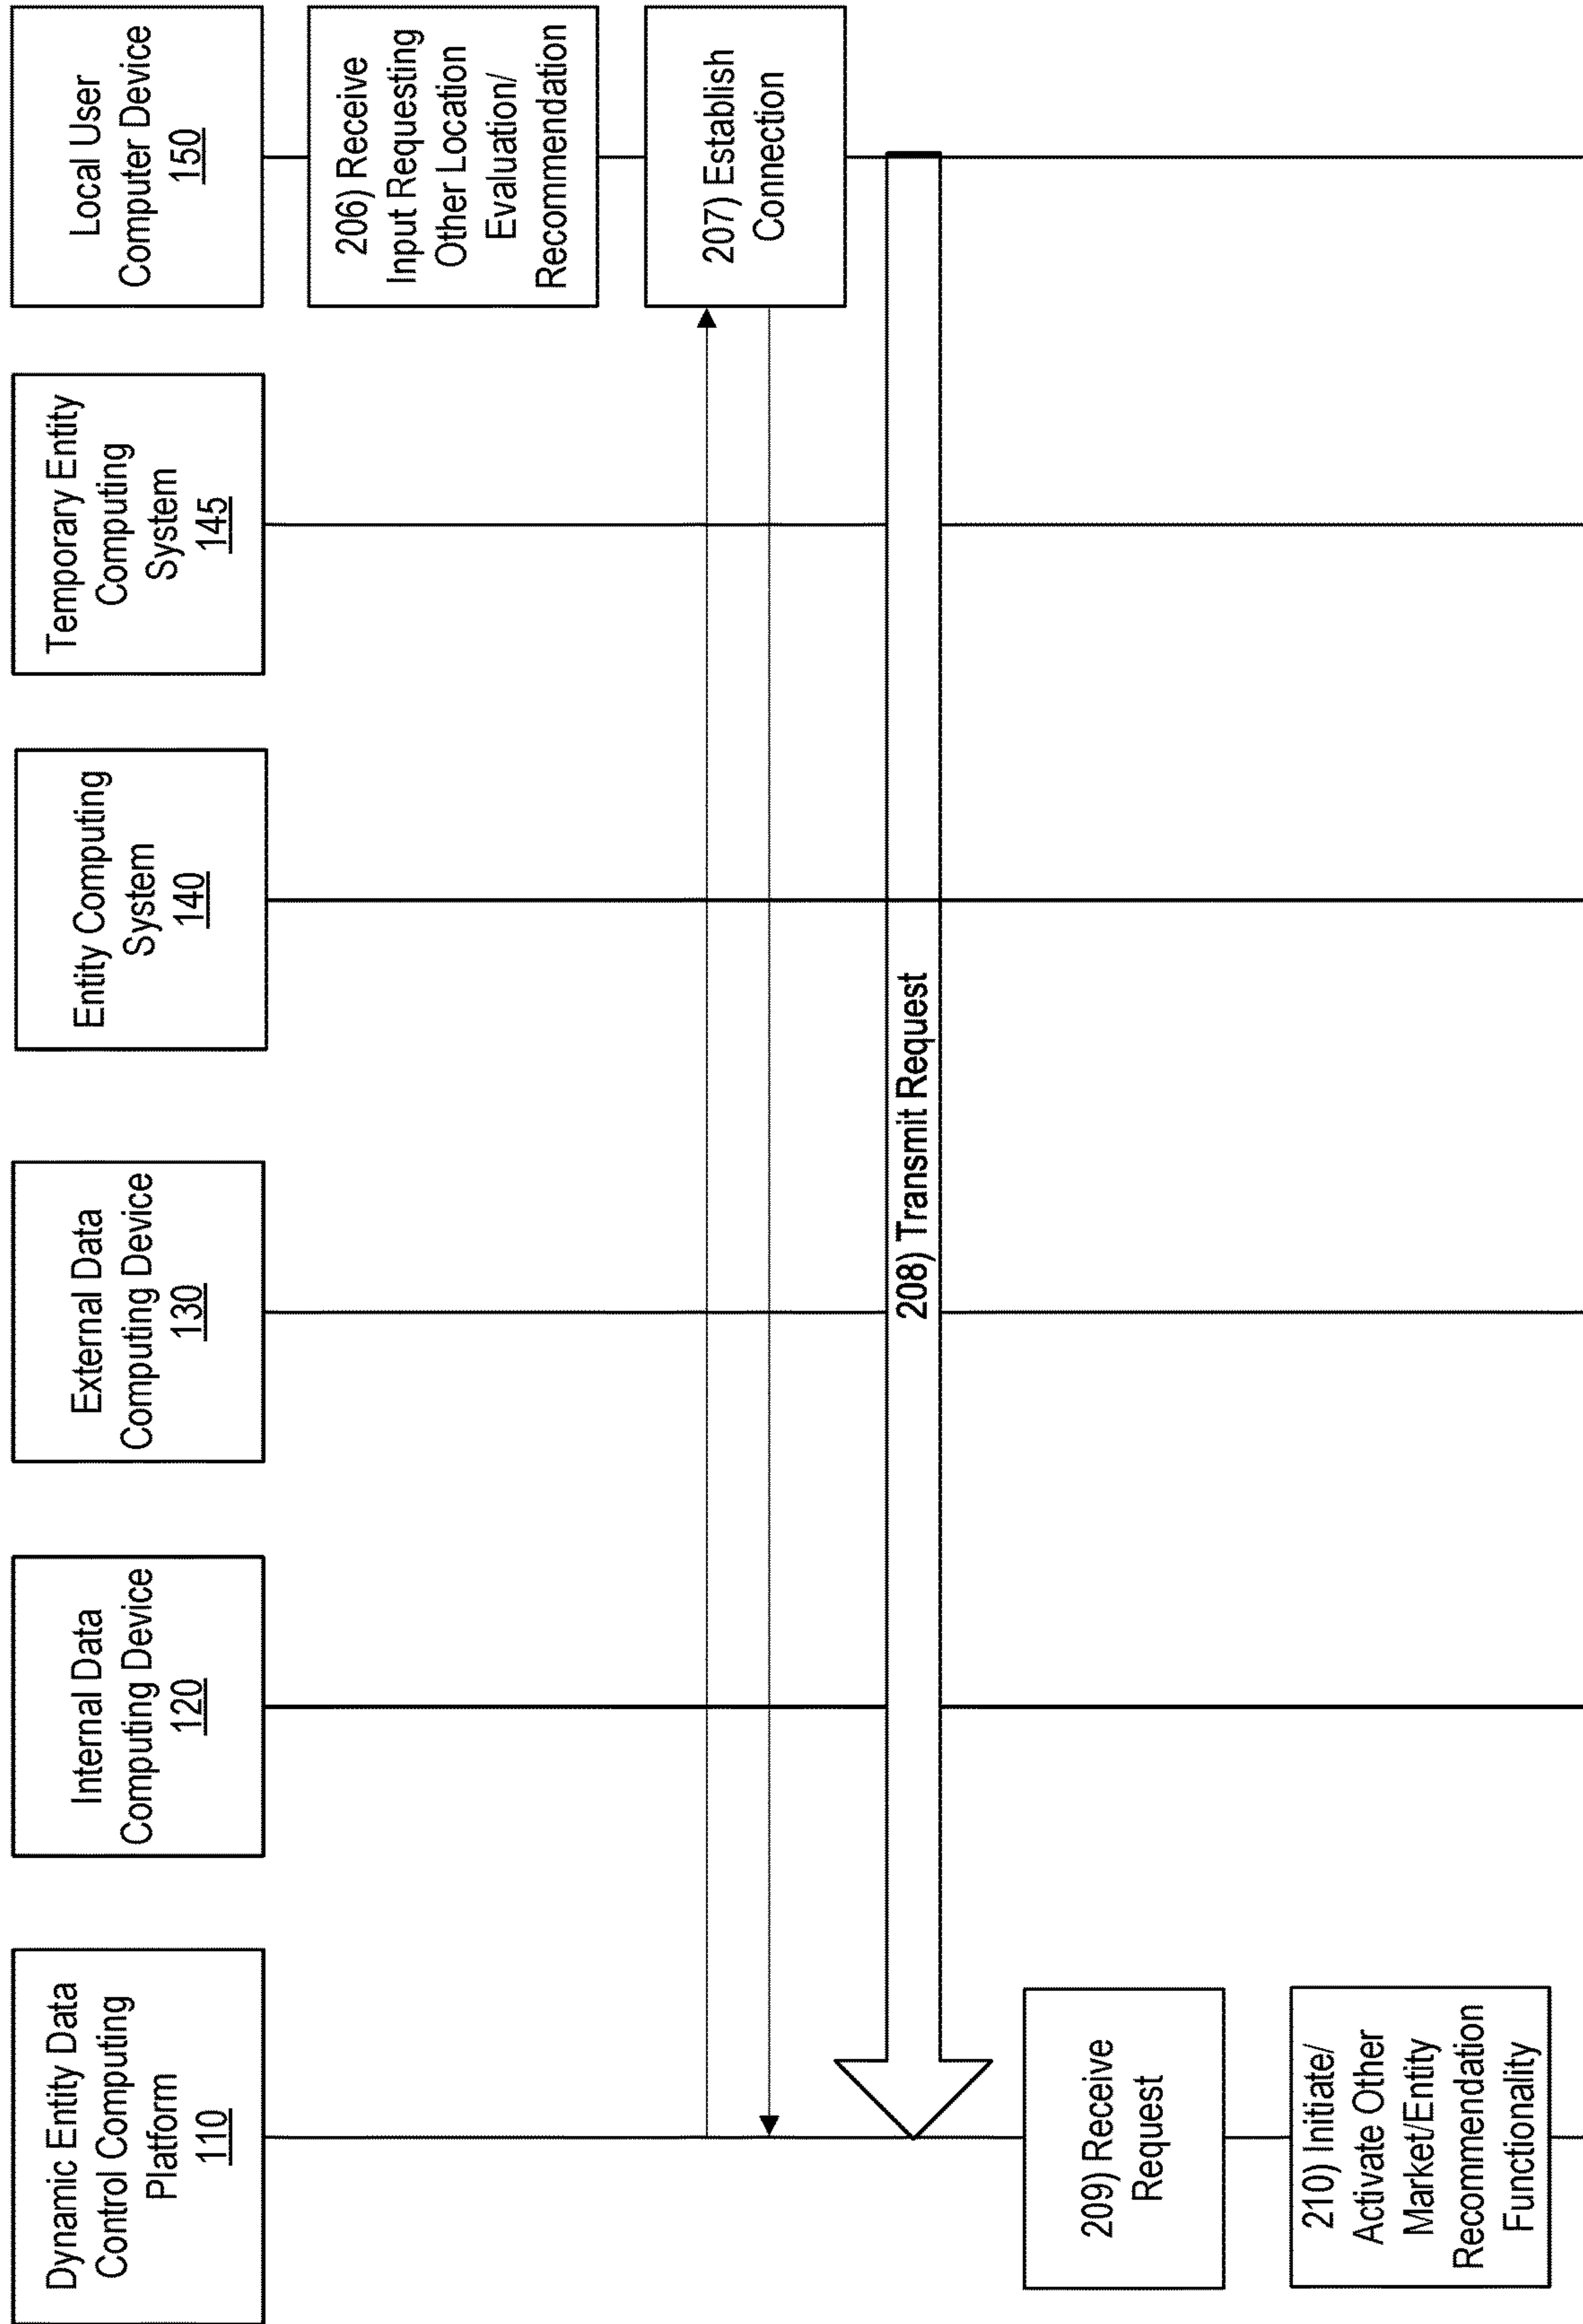 Dynamic Entity Data
Control Computing
Platform
110
Internal Data
Computing Device
120
External Data
Computing Device
130
Entity Computing
System
140
Temporary Entity
Computing
System
145
Local User
Computer Device
150
206) Receive
Input Requesting
Other Location
Evaluation/
Recommendation
207) Establish
Connection
208) Transmit Request
209) Receive
Request
210) Initiate/
Activate Other
Market/Entity
Recommendation
Functionality